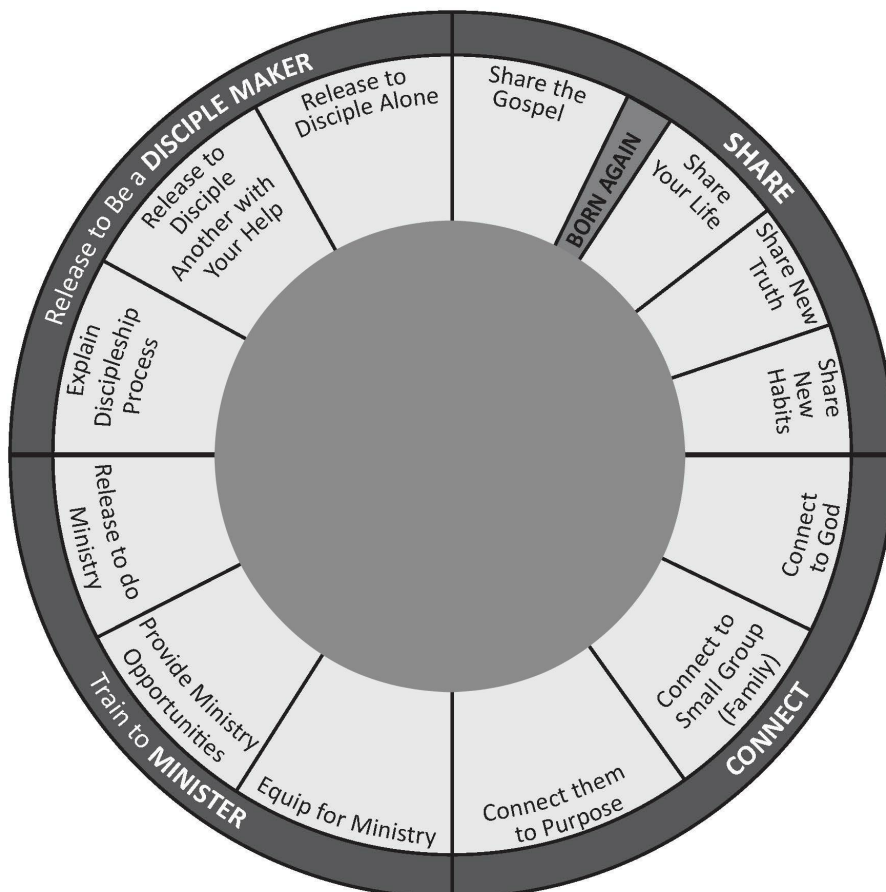 SHARE
Share the
Gospel
BORN AGAIN
Share
Your Life
Share New
Truth
Share
New
Habits
CONNECT
Connect
to God
Connect to
Small Group
(Family)
Connect them
to Purpose
Train to MINISTER
Equip for Ministry
Provide Ministry
Opportunities
Release to do
Ministry
Release to Be a DISCIPLE MAKER
Explain
Discipleship
Process
Release to
Disciple
Another with
Your Help
Release to
Disciple Alone